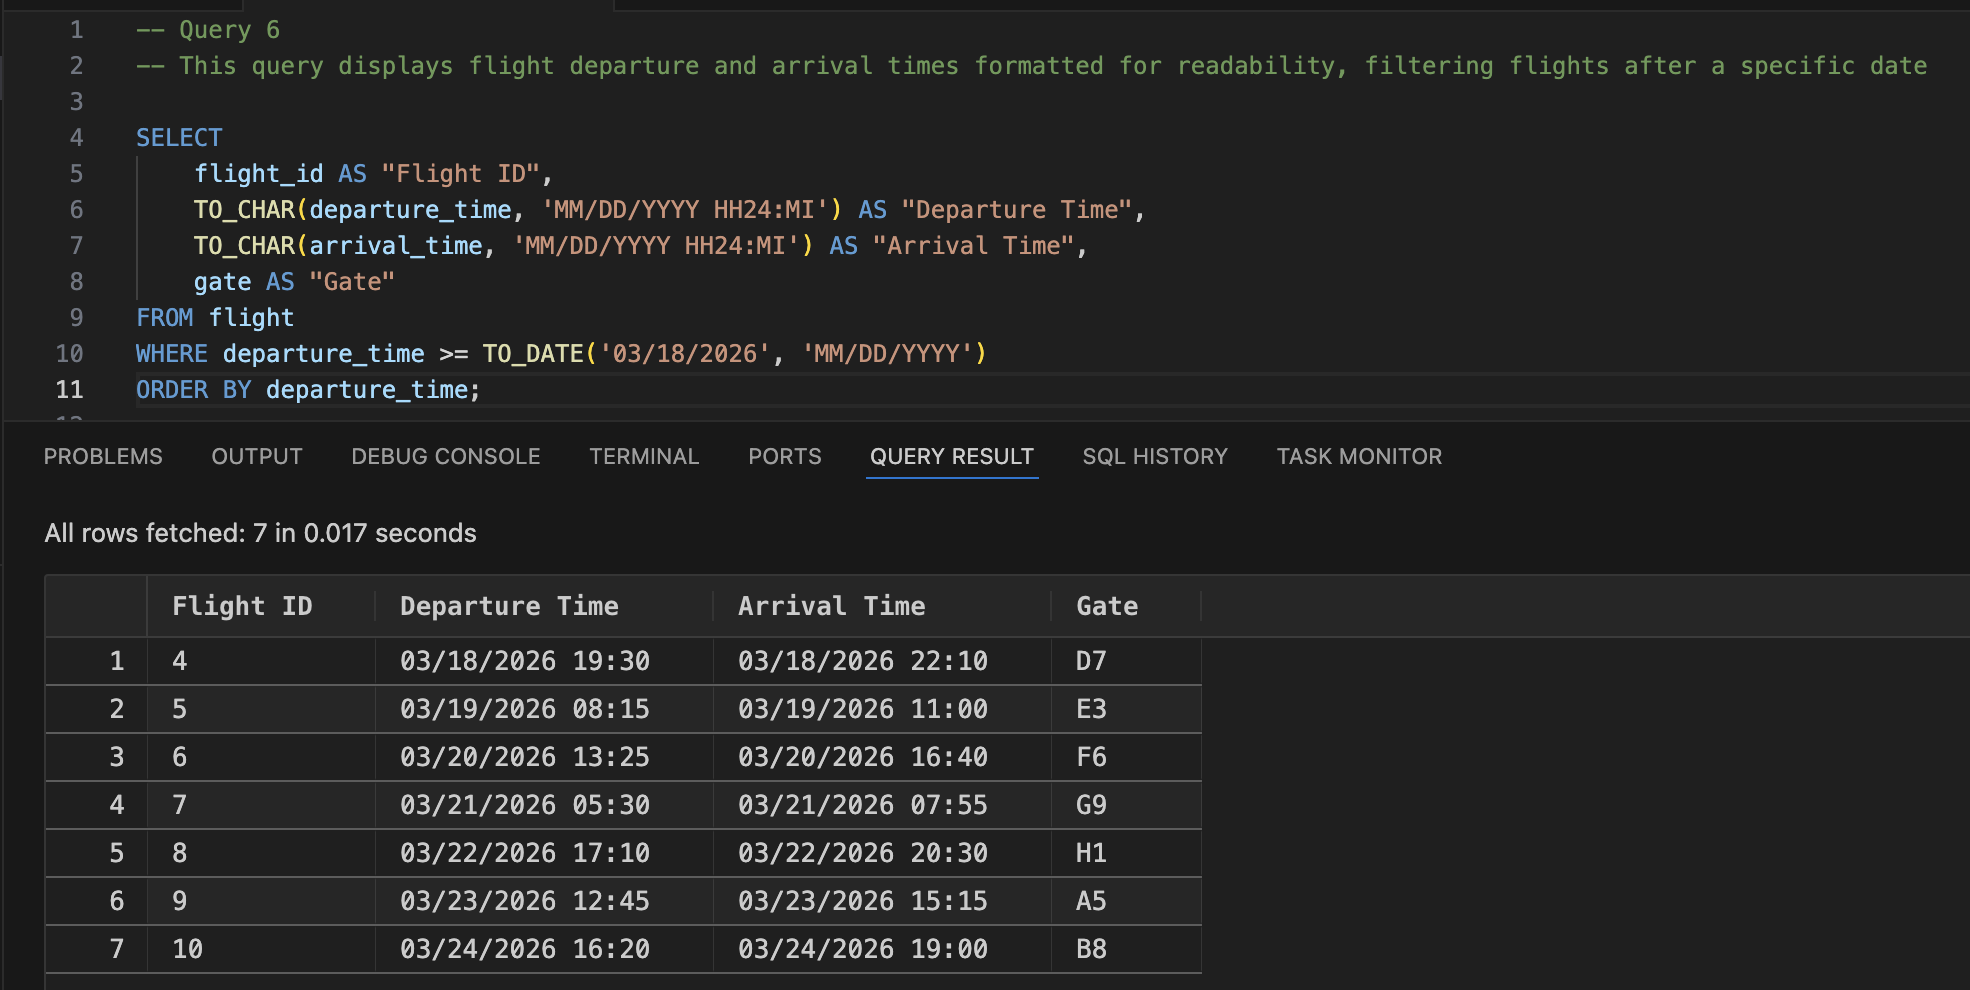 1 -- Query 6
2 -- This query displays flight departure and arrival times formatted for readability, filtering flights after a specific date
3
4 SELECT
5 flight_id AS "Flight ID",
6 TO_CHAR(departure_time, 'MM/DD/YYYY HH24:MI') AS "Departure Time",
7 TO_CHAR(arrival_time, 'MM/DD/YYYY HH24:MI') AS "Arrival Time",
8 gate AS "Gate"
9 FROM flight
10 WHERE departure_time >= TO_DATE('03/18/2026', 'MM/DD/YYYY')
11 ORDER BY departure_time;
PROBLEMS OUTPUT DEBUG CONSOLE TERMINAL PORTS QUERY RESULT SQL HISTORY TASK MONITOR
All rows fetched: 7 in 0.017 seconds
Flight ID Departure Time Arrival Time Gate
1 4 03/18/2026 19:30 03/18/2026 22:10 D7
2 5 03/19/2026 08:15 03/19/2026 11:00 E3
3 6 03/20/2026 13:25 03/20/2026 16:40 F6
4 7 03/21/2026 05:30 03/21/2026 07:55 G9
5 8 03/22/2026 17:10 03/22/2026 20:30 H1
6 9 03/23/2026 12:45 03/23/2026 15:15 A5
7 10 03/24/2026 16:20 03/24/2026 19:00 B8